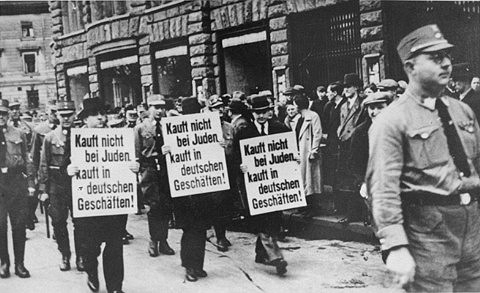 Kauft nicht
bei Juden,
kauft in
deutschen
Geschäften!
Kauft nicht
bei Juden,
kauft in
deutschen
Geschäften!
Kauft nicht
bei Juden,
kauft in
deutschen
Geschäften!